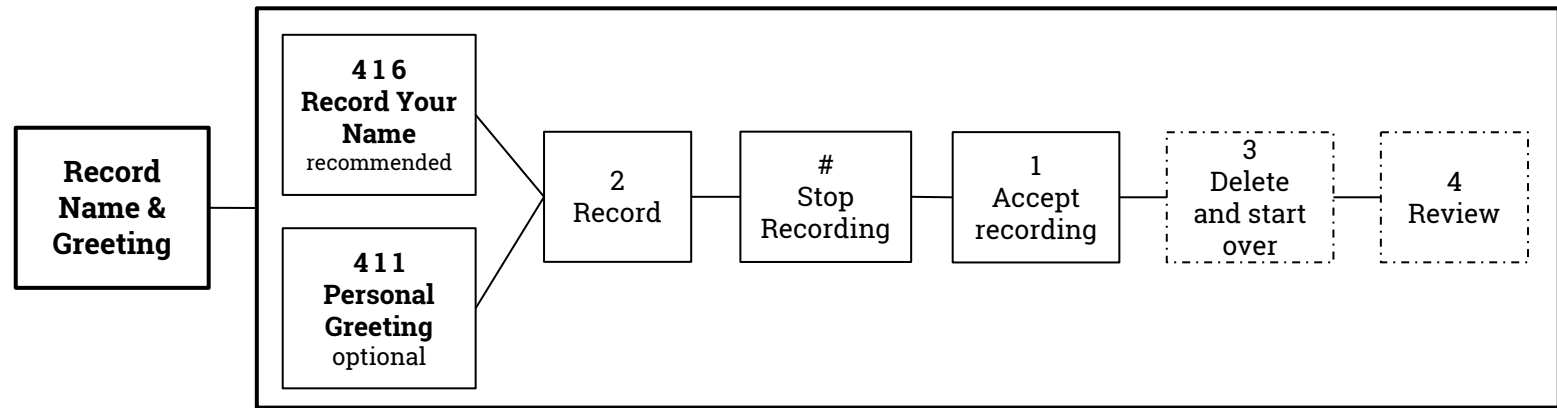 Record
Name &
Greeting
4 1 6
Record Your
Name
recommended
4 1 1
Personal
Greeting
optional
2
Record
#
Stop
Recording
1
Accept
recording
3
Delete
and start
over
4
Review